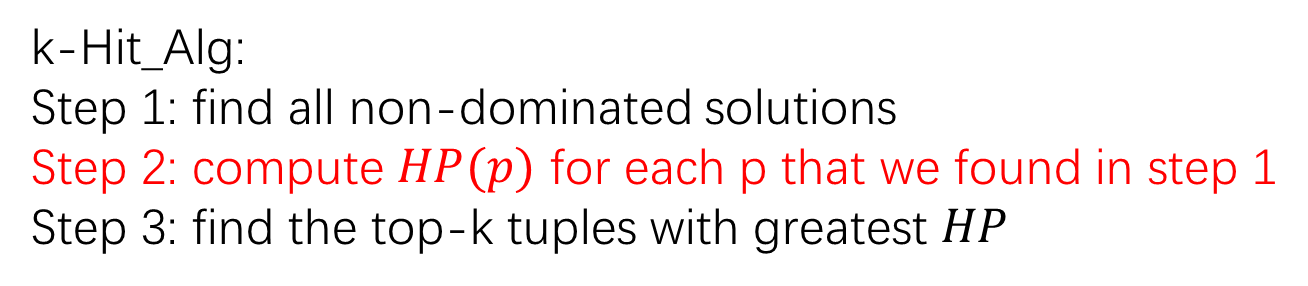 k-Hit_Alg:
Step 1: find all non-dominated solutions
Step 2: compute 𝑯𝑷(𝒑) for each p that we found in step 1
Step 3: find the top-k tuples with greatest 𝑯𝑷